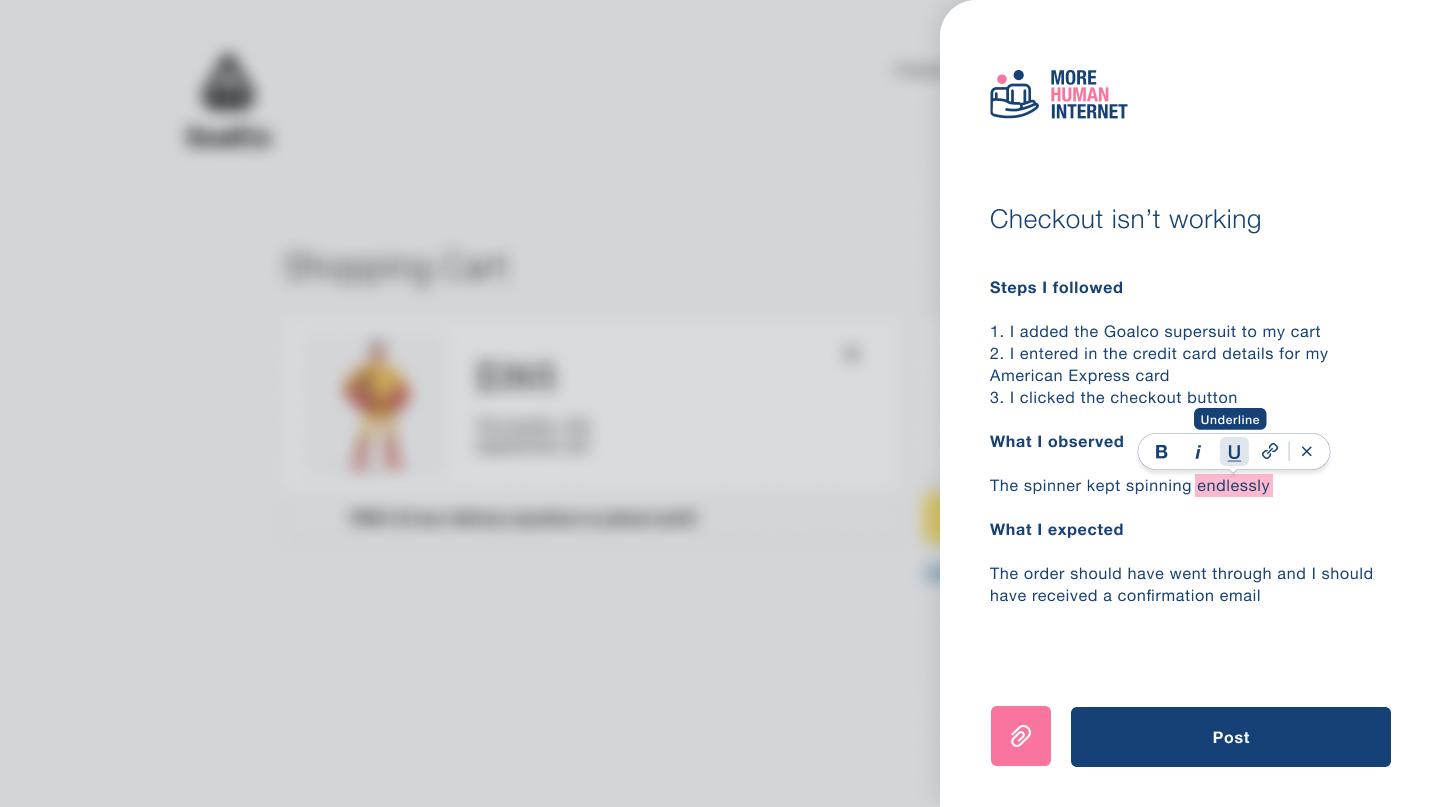 Shopping Cart
$365
MORE
HUMAN
INTERNET
Checkout isn’t working
Steps I followed
1. I added the Goalco supersuit to my cart
2. I entered in the credit card details for my
American Express card
3. I clicked the checkout button
Underline
What I observed
B i U
The spinner kept spinning endlessly
What I expected
The order should have went through and I should
have received a confirmation email
Post